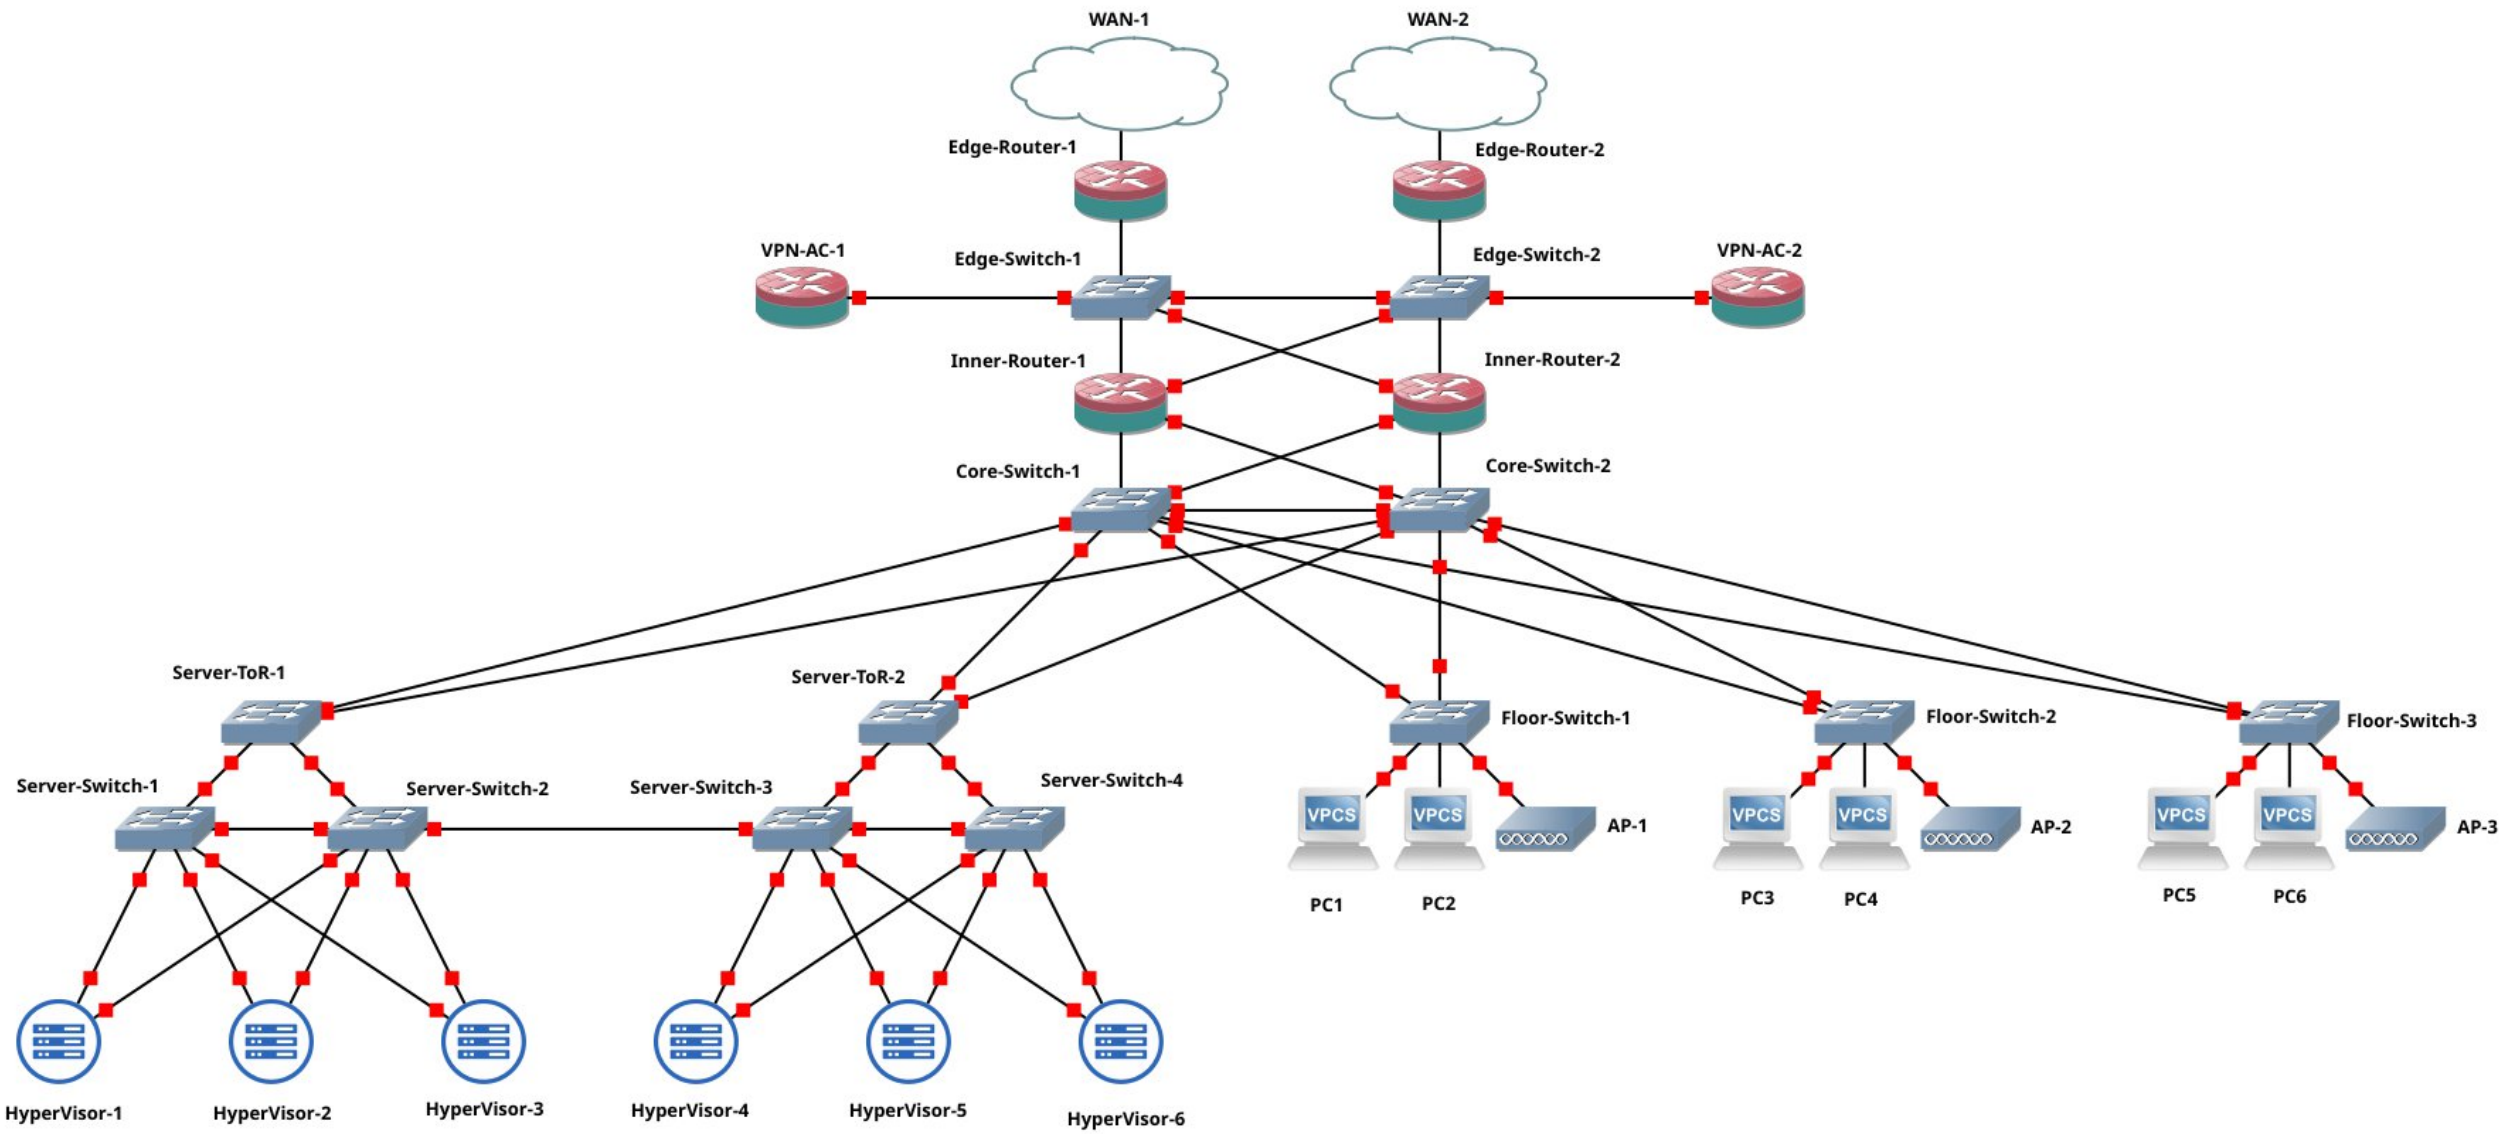 WAN-1
WAN-2
Edge-Router-1
Edge-Router-2
VPN-AC-1
Edge-Switch-1
Edge-Switch-2
VPN-AC-2
Inner-Router-1
Inner-Router-2
Core-Switch-1
Core-Switch-2
Server-ToR-1
Server-ToR-2
Floor-Switch-1
Floor-Switch-2
Floor-Switch-3
Server-Switch-1
Server-Switch-2
Server-Switch-3
Server-Switch-4
VPCS
VPCS
AP-1
VPCS
VPCS
AP-2
VPCS
VPCS
AP-3
PC1
PC2
PC3
PC4
PC5
PC6
HyperVisor-1
HyperVisor-2
HyperVisor-3
HyperVisor-4
HyperVisor-5
HyperVisor-6